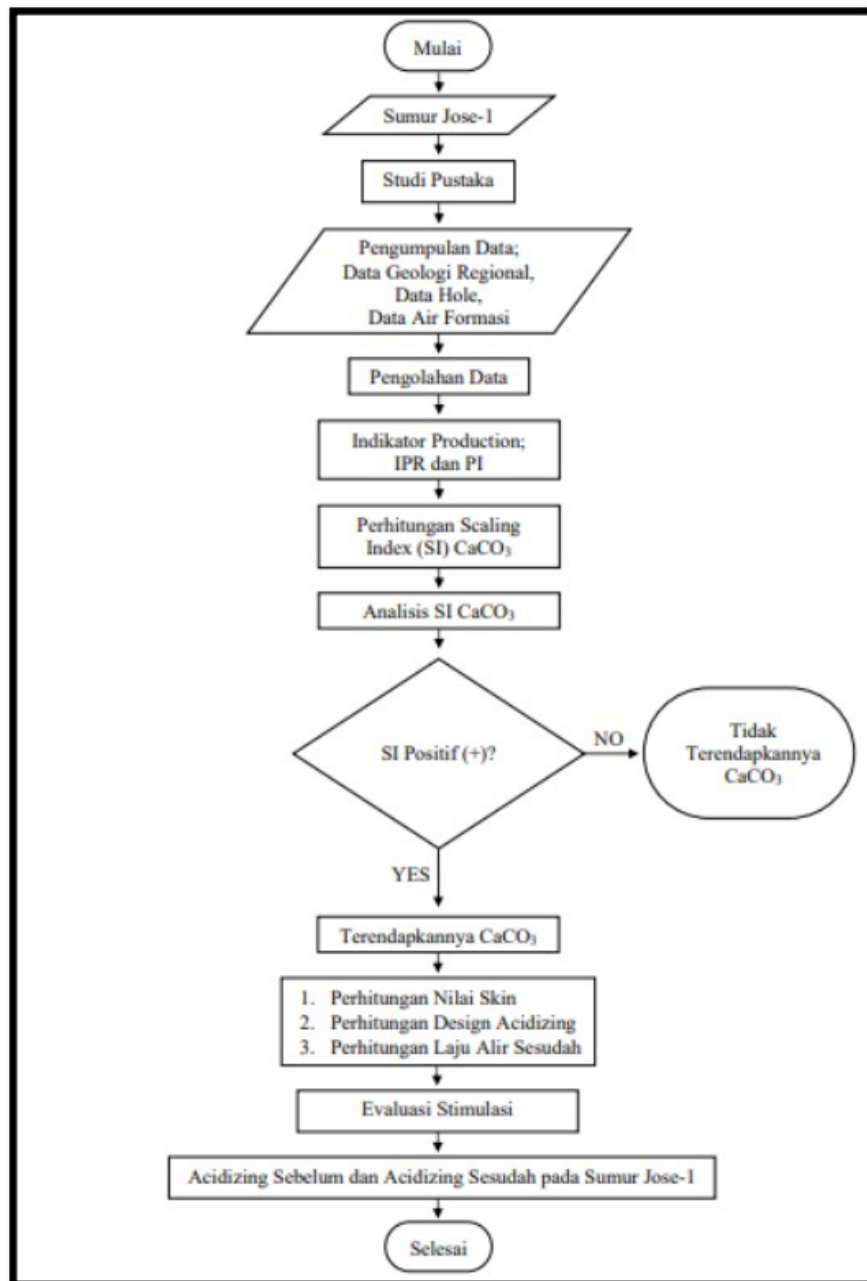 Mulai
Sumur Jose-1
Studi Pustaka
Pengumpulan Data;
Data Geologi Regional,
Data Hole,
Data Air Formasi
Pengolahan Data
Indikator Production;
IPR dan PI
Perhitungan Scaling
Index (SI) CaCO₃
Analisis SI CaCO₃
SI Positif (+)?
NO
Tidak
Terendapkannya
CaCO₃
YES
Terendapkannya CaCO₃
1. Perhitungan Nilai Skin
2. Perhitungan Design Acidizing
3. Perhitungan Laju Alir Sesudah
Evaluasi Stimulasi
Acidizing Sebelum dan Acidizing Sesudah pada Sumur Jose-1
Selesai